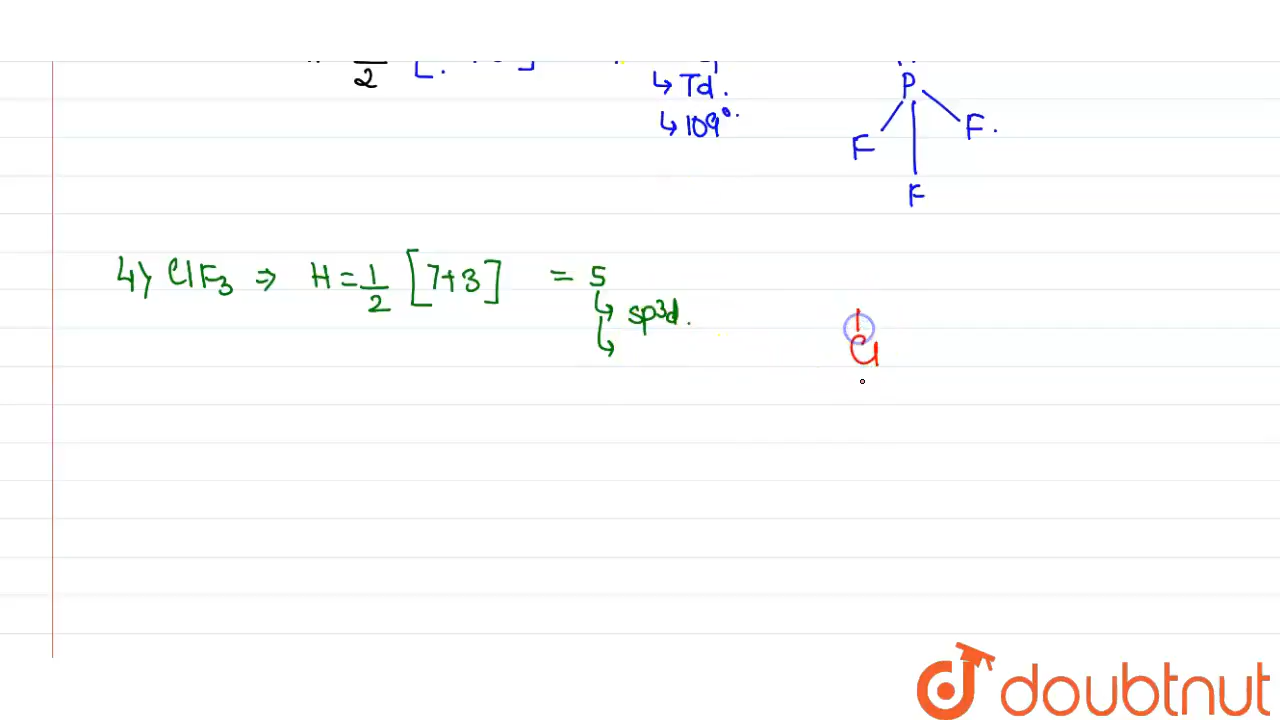 2
↳ Td.
↳ 109°.
P
F F.
F
4) ClF3 ⇒ H = 1/2 [7+3] = 5
↳ sp3d.
↳
Cl
doubtnut